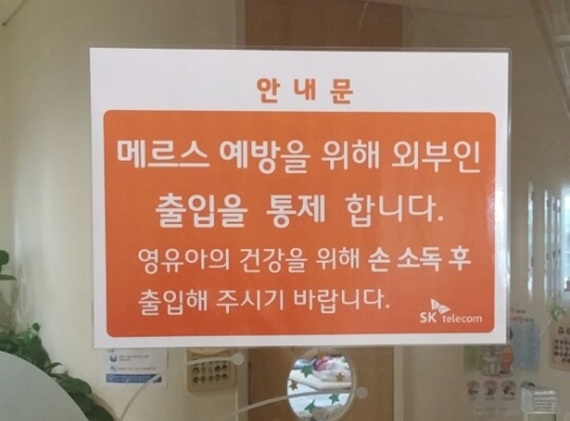 안 내 문
메르스 예방을 위해 외부인
출입을 통제 합니다.
영유아의 건강을 위해 손 소독 후
출입해 주시기 바랍니다.
SK telecom